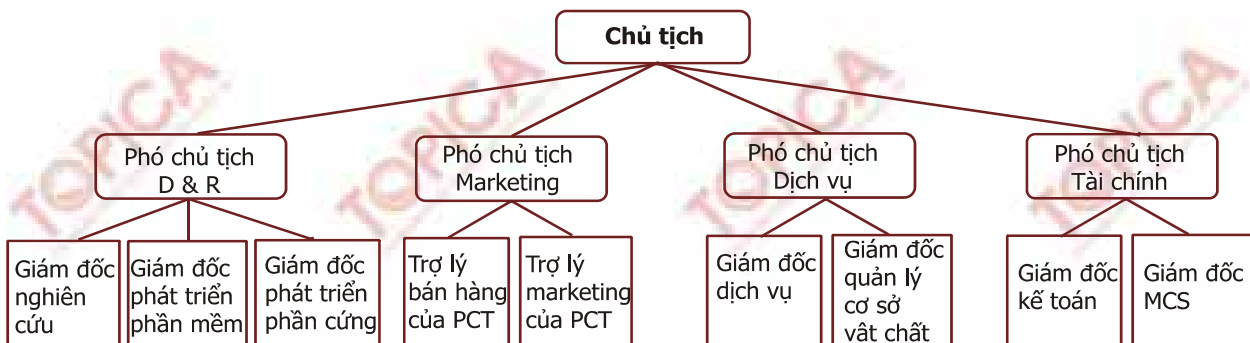 Chủ tịch
Phó chủ tịch
D & R
Phó chủ tịch
Marketing
Phó chủ tịch
Dịch vụ
Phó chủ tịch
Tài chính
Giám đốc
nghiên
cứu
Giám đốc
phát triển
phần mềm
Giám đốc
phát triển
phần cứng
Trợ lý
bán hàng
của PCT
Trợ lý
marketing
của PCT
Giám đốc
dịch vụ
Giám đốc
quản lý
cơ sở
vât chất
Giám đốc
kế toán
Giám đốc
MCS
TOPICA
TOPICA
TOPICA
TOPICA